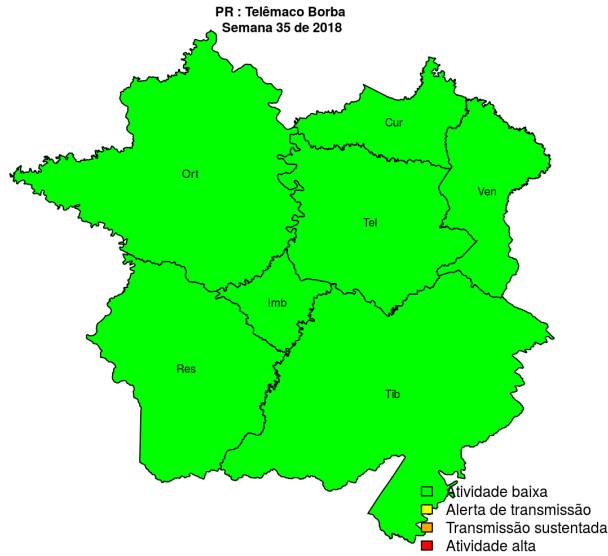 PR : Telêmaco Borba
Semana 35 de 2018
Cur
Ort
Ven
Tel
Imb
Res
Tib
Atividade baixa
Alerta de transmissão
Transmissão sustentada
Atividade alta